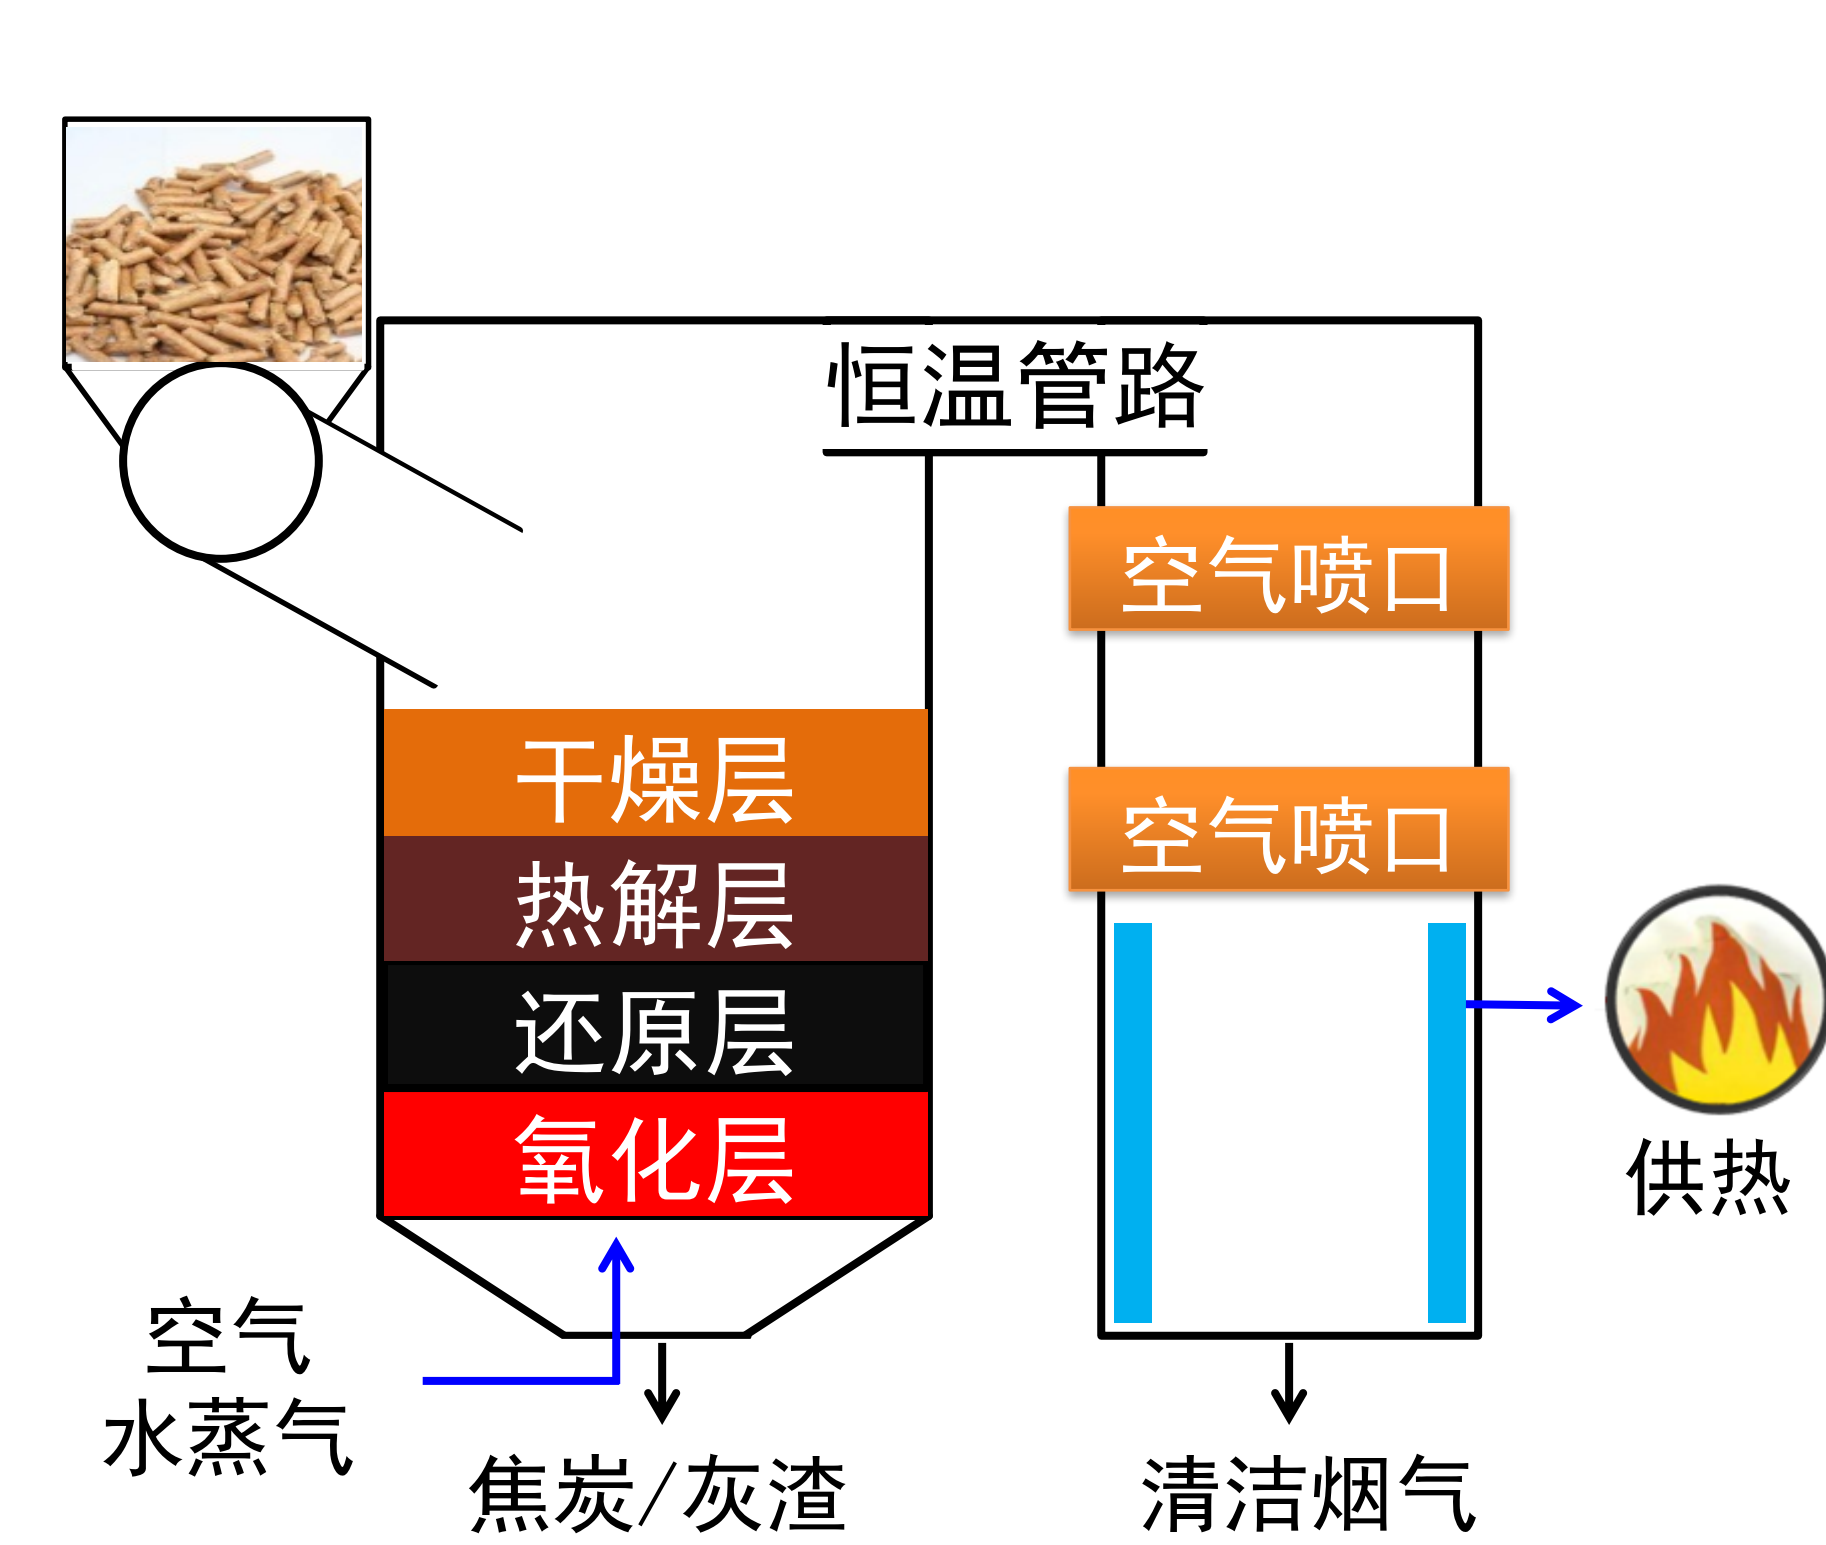 恒温管路
空气喷口
干燥层
空气喷口
热解层
还原层
氧化层
供热
空气
水蒸气
焦炭/灰渣
清洁烟气